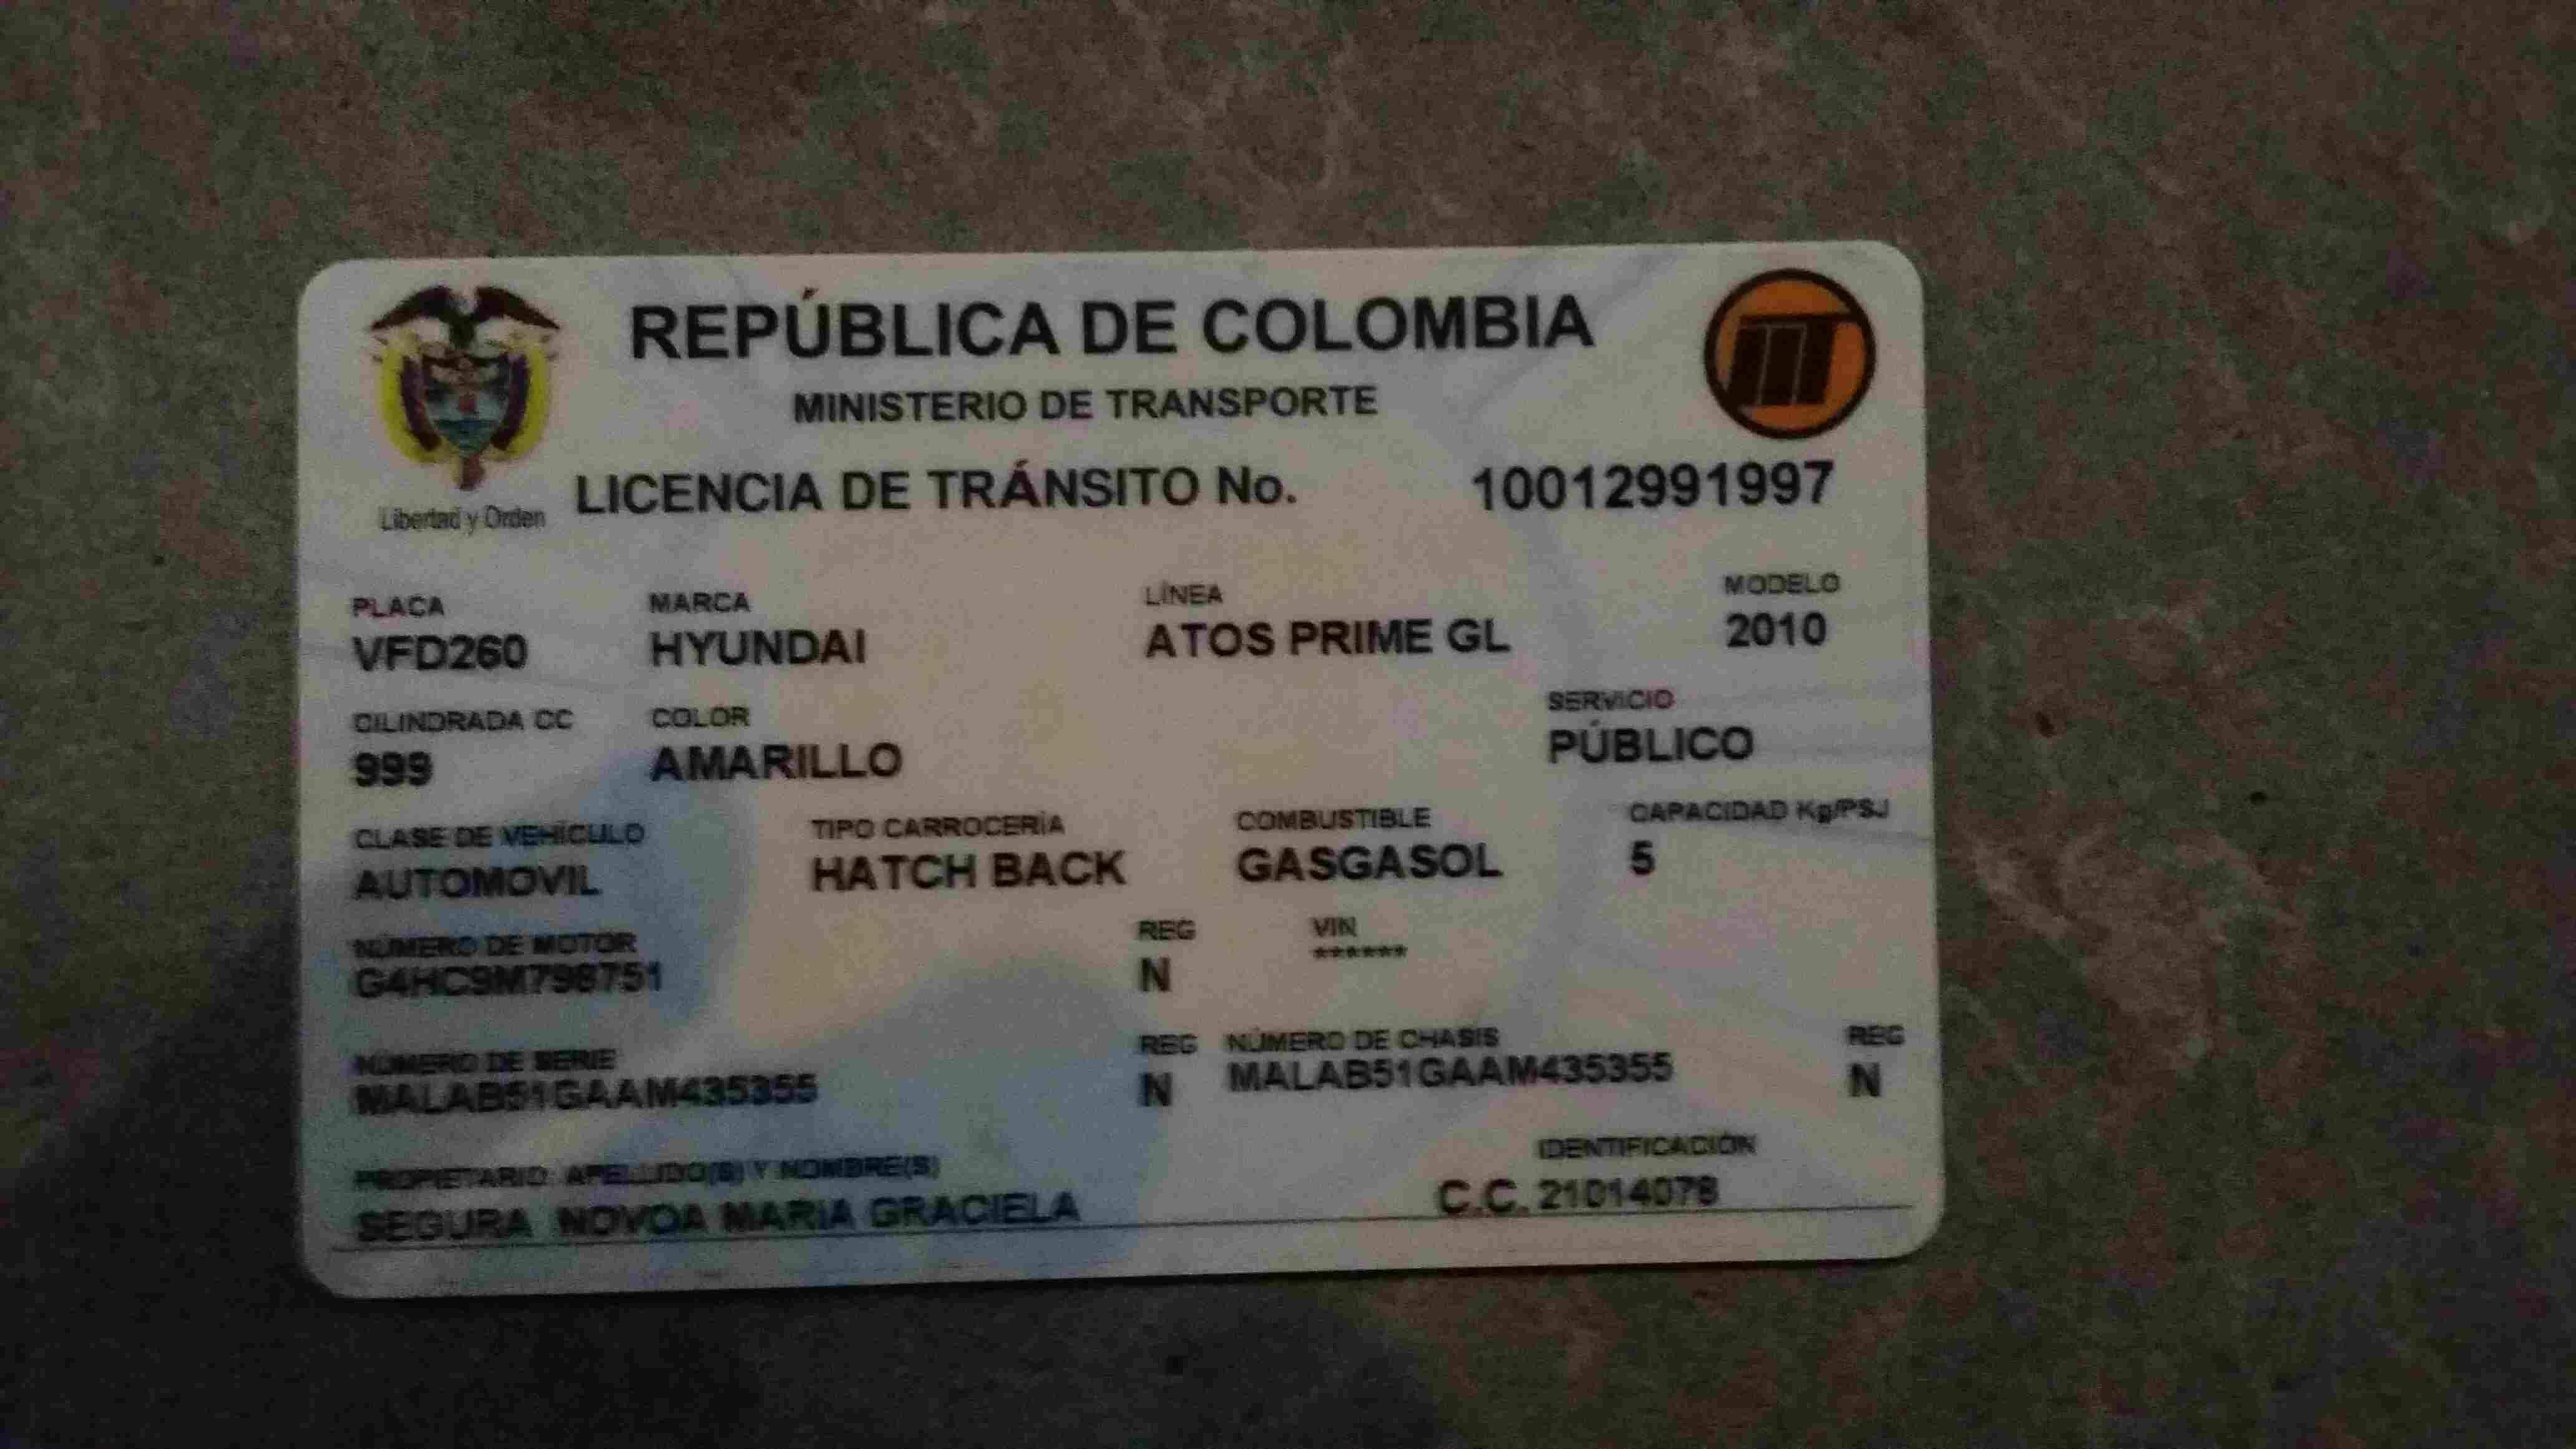 REPÚBLICA DE COLOMBIA
MINISTERIO DE TRANSPORTE
Libertad y Orden
LICENCIA DE TRÁNSITO No. 10012991997
PLACA MARCA LÍNEA MODELO
VFD260 HYUNDAI ATOS PRIME GL 2010
CILINDRADA CC COLOR SERVICIO
999 AMARILLO PÚBLICO
CLASE DE VEHÍCULO TIPO CARROCERÍA COMBUSTIBLE CAPACIDAD Kg/PSJ
AUTOMOVIL HATCH BACK GASGASOL 5
NÚMERO DE MOTOR REG VIN
G4HC9M798751 N ******
NÚMERO DE SERIE REG NÚMERO DE CHASIS REG
MALAB51GAAM435355 N MALAB51GAAM435355 N
PROPIETARIO: APELLIDO(S) Y NOMBRE(S) IDENTIFICACIÓN
SEGURA NOVOA MARIA GRACIELA C.C. 21014078